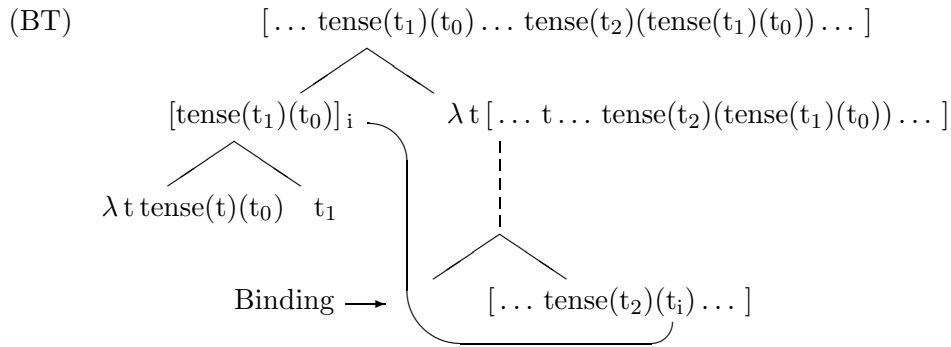 (BT) [ … tense(t₁)(t₀) … tense(t₂)(tense(t₁)(t₀)) … ]
[tense(t₁)(t₀)]ᵢ λ t [ … t … tense(t₂)(tense(t₁)(t₀)) … ]
λ t tense(t)(t₀) t₁
Binding → [ … tense(t₂)(tᵢ) … ]